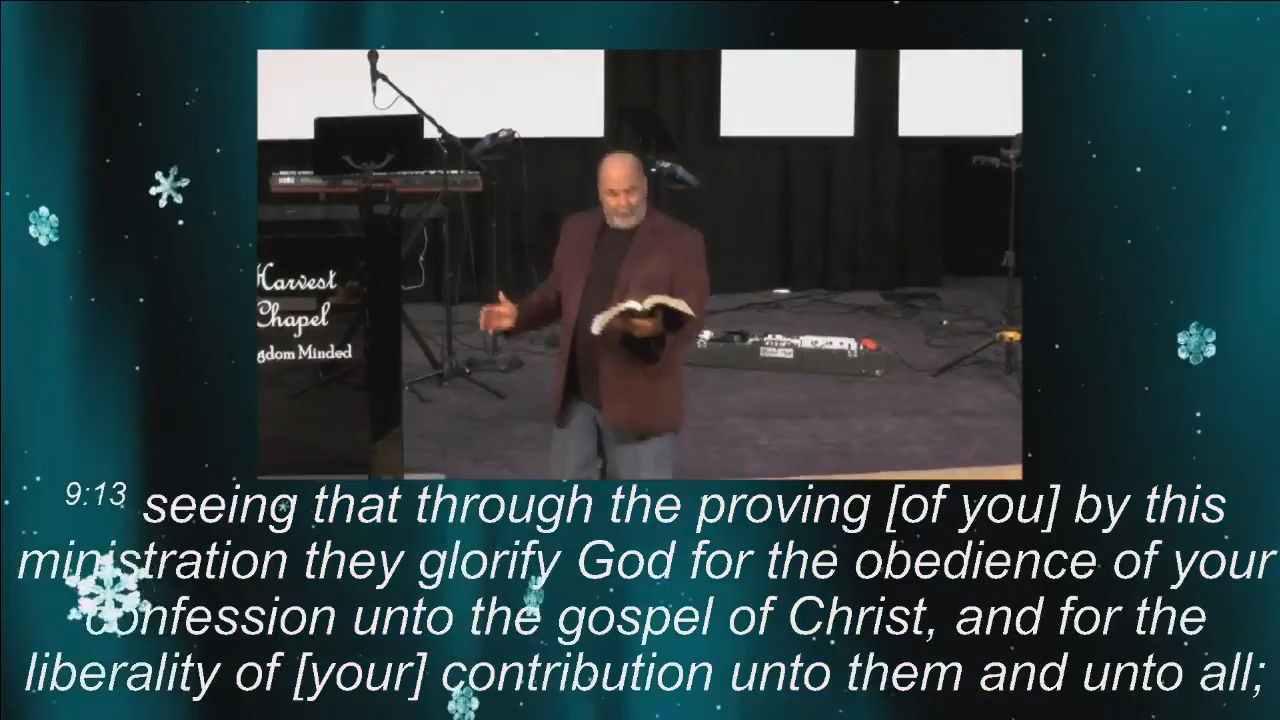 Harvest
Chapel
gdom Minded
9:13 seeing that through the proving [of you] by this
ministration they glorify God for the obedience of your
confession unto the gospel of Christ, and for the
liberality of [your] contribution unto them and unto all;